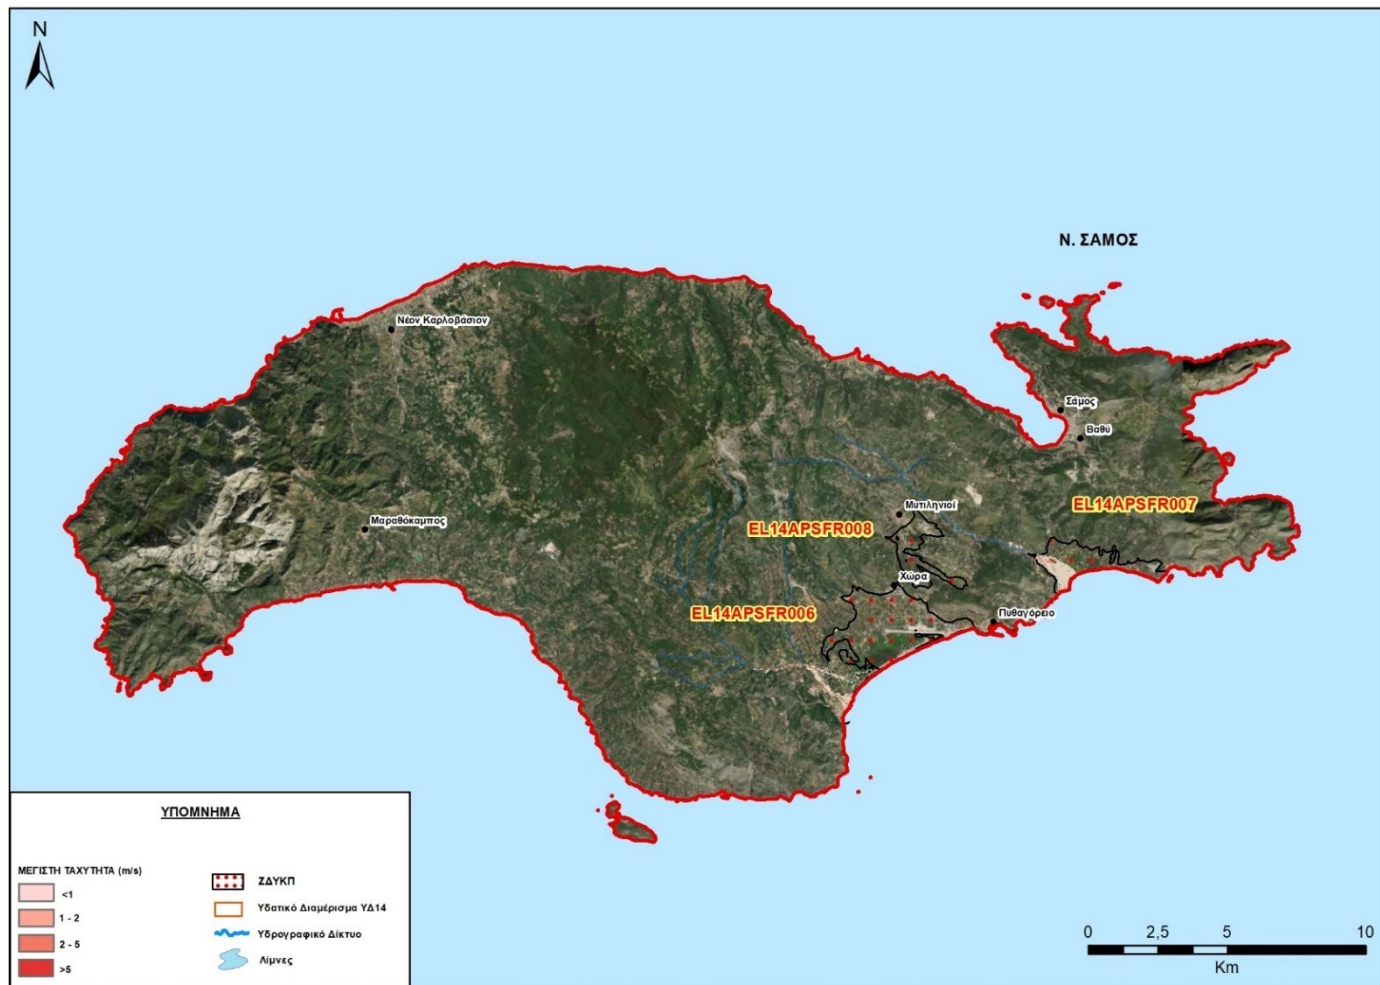 N
Ν. ΣΑΜΟΣ
Νέον Καρλοβάσιον
Σάμος
Βαθύ
EL14APSFR007
Μυτιληνιοί
EL14APSFR008
Μαραθόκαμπος
Χώρα
EL14APSFR006
Πυθαγόρειο
ΥΠΟΜΝΗΜΑ
ΜΕΓΙΣΤΗ ΤΑΧΥΤΗΤΑ (m/s)
<1
1 - 2
2 - 5
>5
ΖΔΥΚΠ
Υδατικό Διαμέρισμα ΥΔ14
Υδρογραφικό Δίκτυο
Λίμνες
0 2,5 5 10
Km